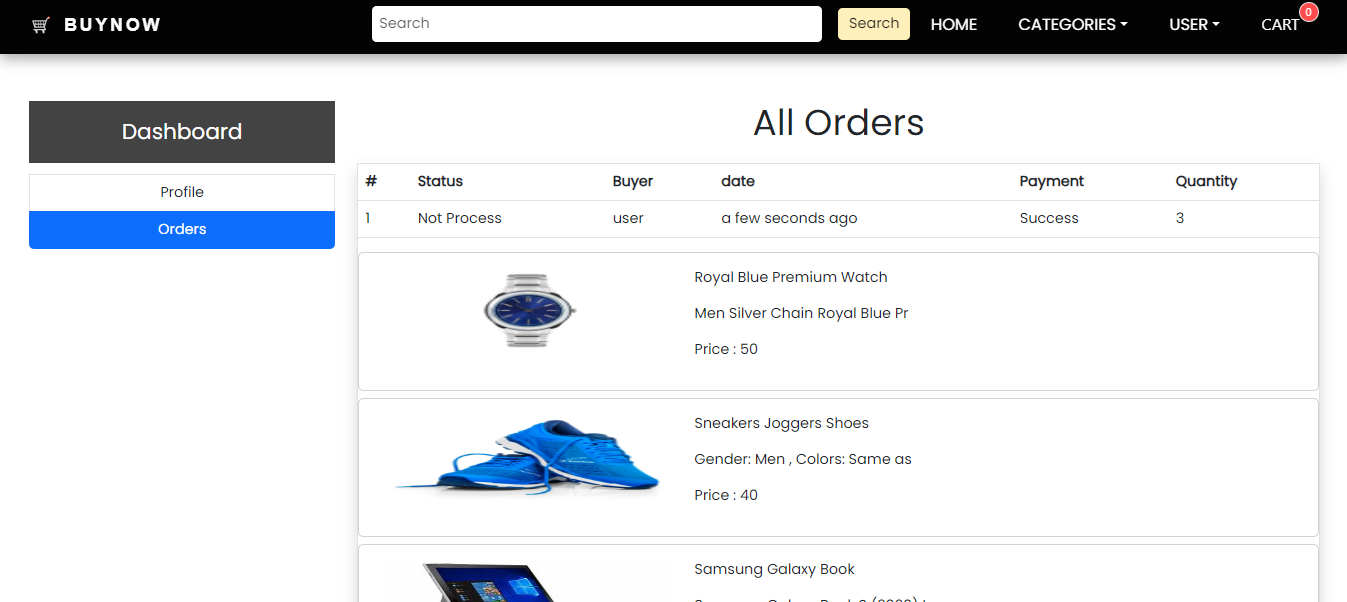 BUYNOW Search Search HOME CATEGORIES USER CART 0
Dashboard
Profile
Orders
All Orders
# Status Buyer date Payment Quantity
1 Not Process user a few seconds ago Success 3
Royal Blue Premium Watch
Men Silver Chain Royal Blue Pr
Price : 50
Sneakers Joggers Shoes
Gender: Men , Colors: Same as
Price : 40
Samsung Galaxy Book